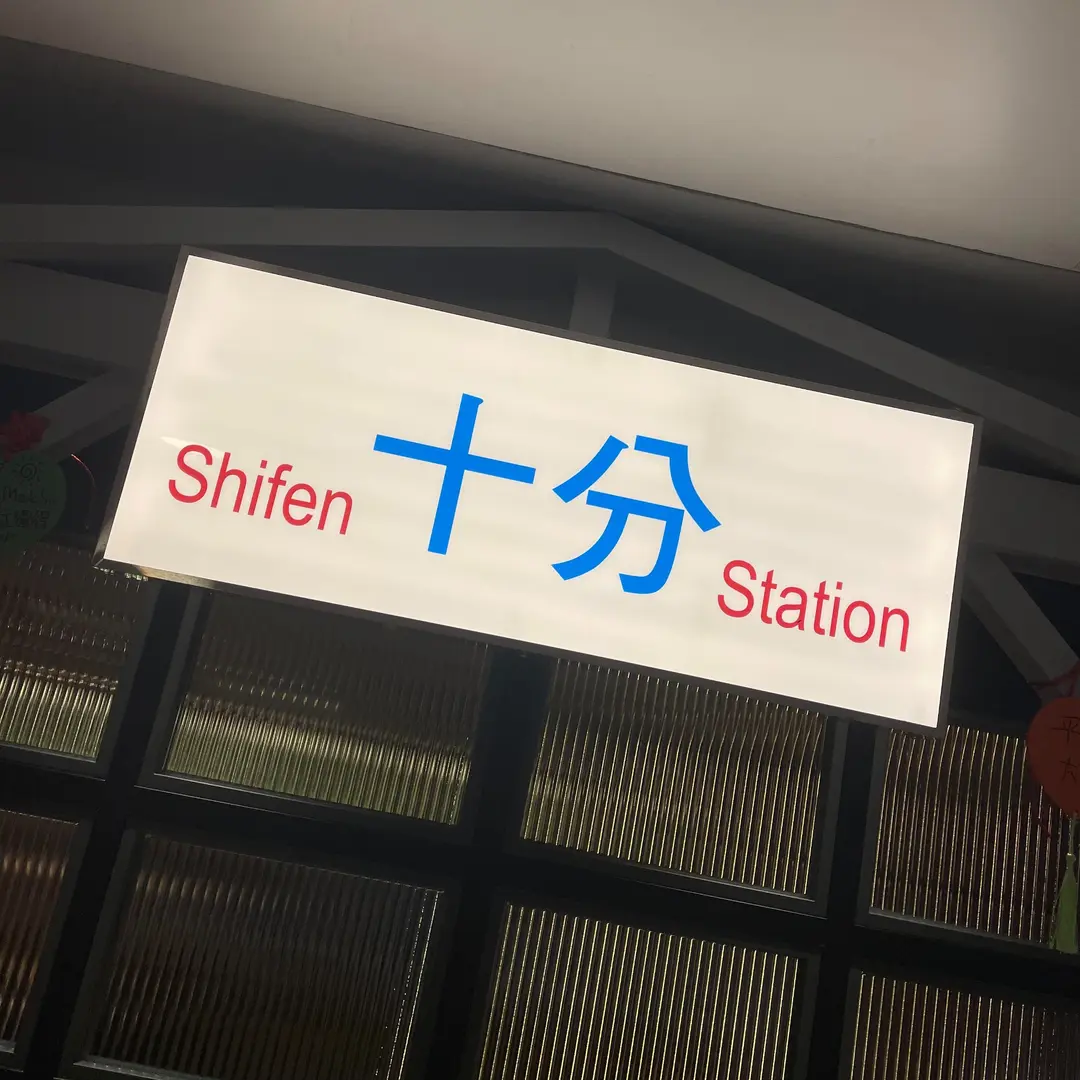 Shifen 十分 Station